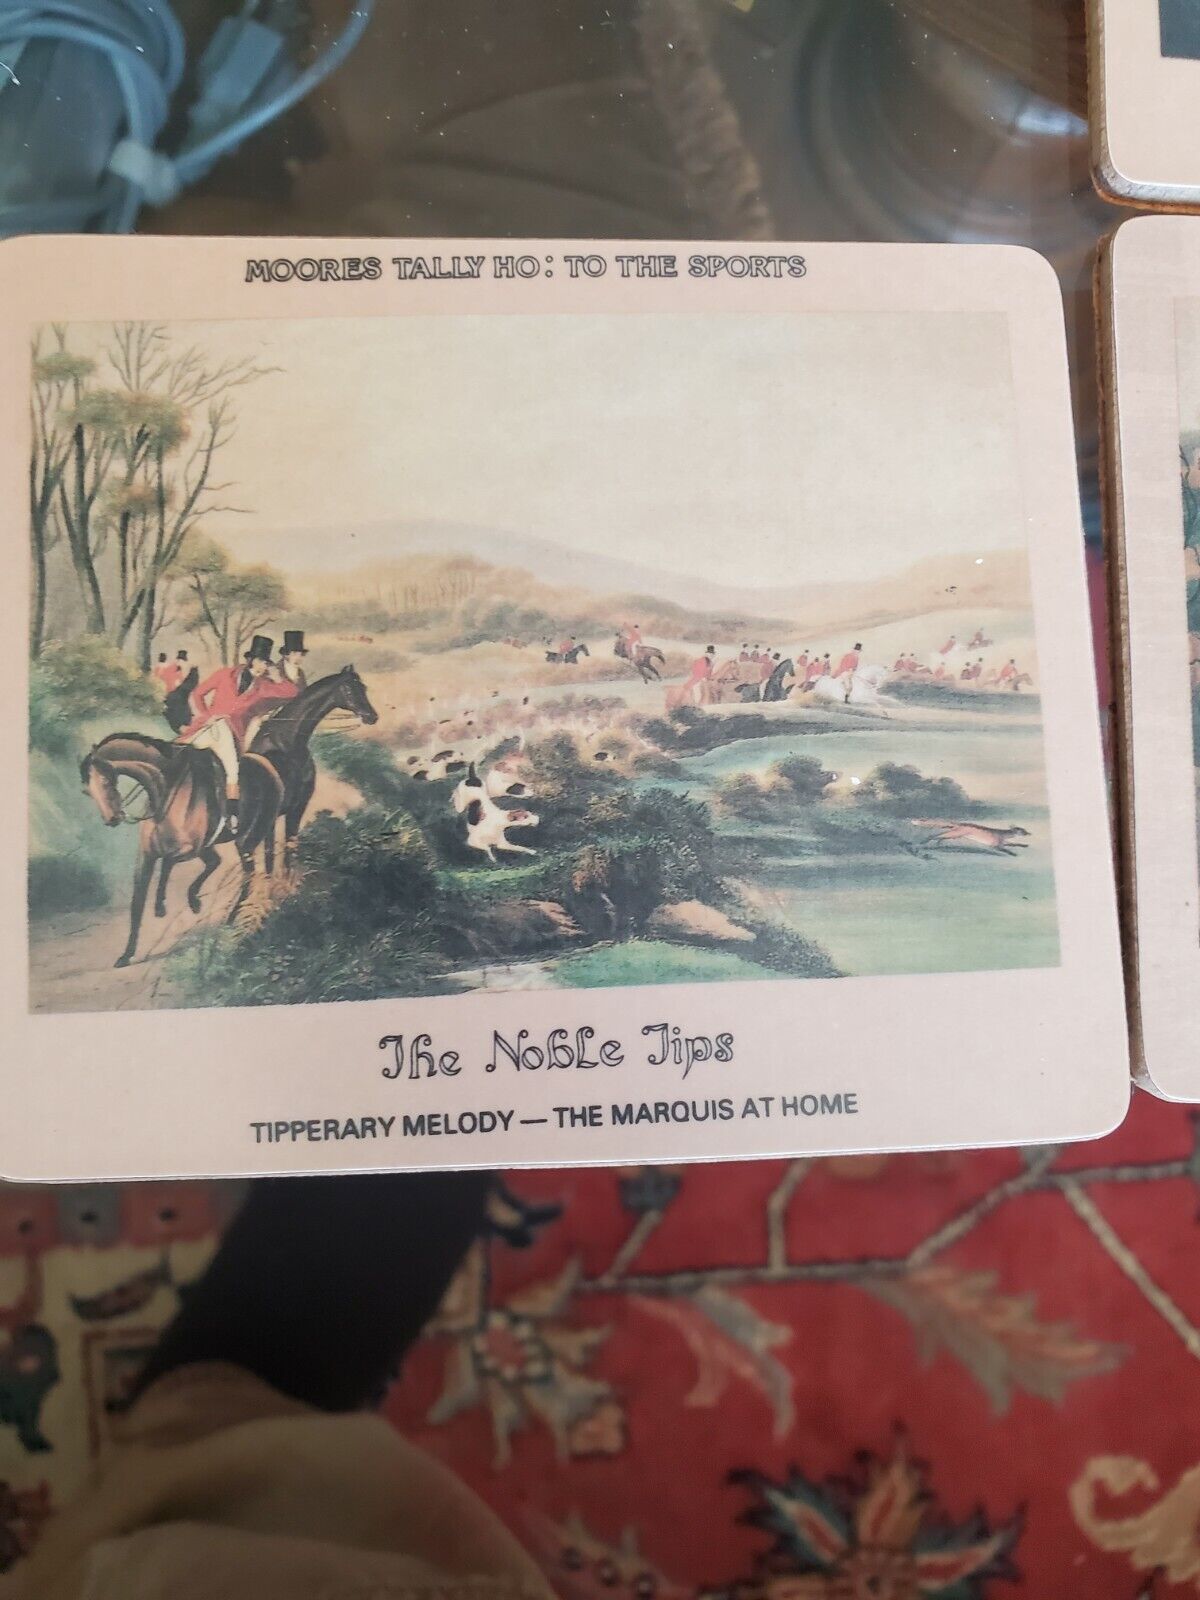 MOORES TALLY HO: TO THE SPORTS
The Noble Tips
TIPPERARY MELODY — THE MARQUIS AT HOME